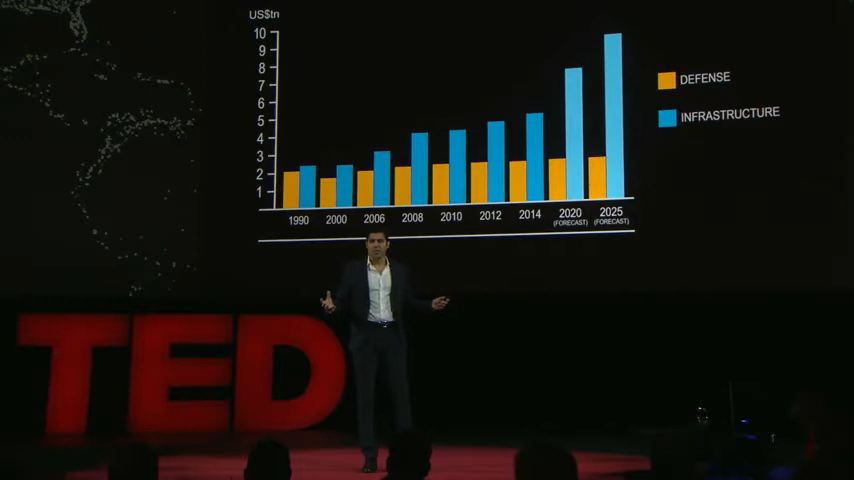 US$tn
10
9
8
7
6
5
4
3
2
1
1990 2000 2006 2008 2010 2012 2014 2020 2025
(FORECAST) (FORECAST)
DEFENSE
INFRASTRUCTURE
TED